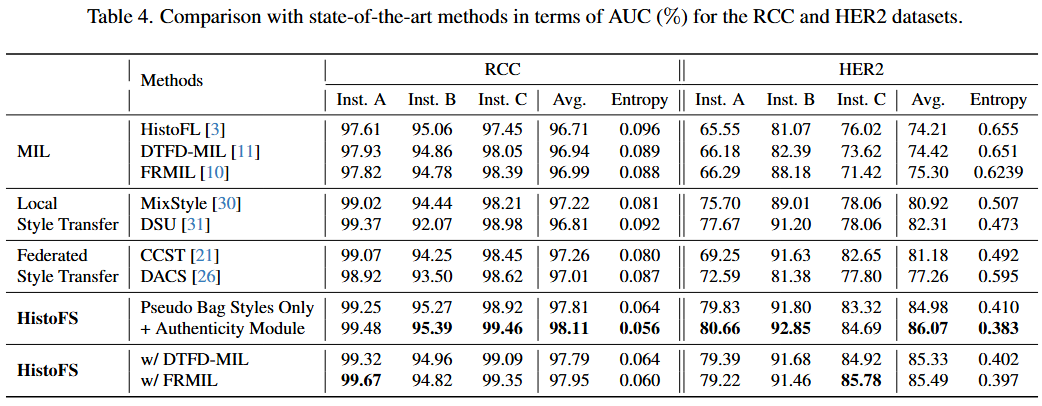 Table 4. Comparison with state-of-the-art methods in terms of AUC (%) for the RCC and HER2 datasets.
Methods RCC HER2
Inst. A Inst. B Inst. C Avg. Entropy Inst. A Inst. B Inst. C Avg. Entropy
HistoFL [3] 97.61 95.06 97.45 96.71 0.096 65.55 81.07 76.02 74.21 0.655
MIL DTFD-MIL [11] 97.93 94.86 98.05 96.94 0.089 66.18 82.39 73.62 74.42 0.651
FRMIL [10] 97.82 94.78 98.39 96.99 0.088 66.29 88.18 71.42 75.30 0.6239
Local MixStyle [30] 99.02 94.44 98.21 97.22 0.081 75.70 89.01 78.06 80.92 0.507
Style Transfer DSU [31] 99.37 92.07 98.98 96.81 0.092 77.67 91.20 78.06 82.31 0.473
Federated CCST [21] 99.07 94.25 98.45 97.26 0.080 69.25 91.63 82.65 81.18 0.492
Style Transfer DACS [26] 98.92 93.50 98.62 97.01 0.087 72.59 81.38 77.80 77.26 0.595
HistoFS Pseudo Bag Styles Only 99.25 95.27 98.92 97.81 0.064 79.83 91.80 83.32 84.98 0.410
+ Authenticity Module 99.48 95.39 99.46 98.11 0.056 80.66 92.85 84.69 86.07 0.383
HistoFS w/ DTFD-MIL 99.32 94.96 99.09 97.79 0.064 79.39 91.68 84.92 85.33 0.402
w/ FRMIL 99.67 94.82 99.35 97.95 0.060 79.22 91.46 85.78 85.49 0.397